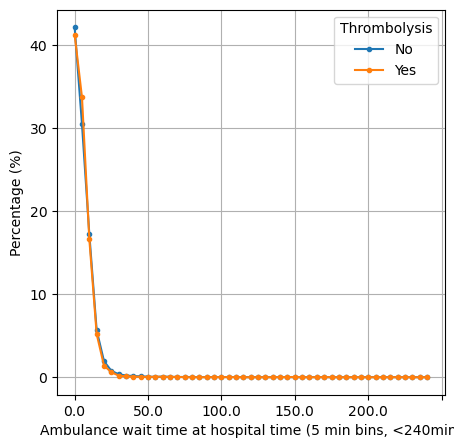 Thrombolysis
No
Yes
Percentage (%)
40
30
20
10
0
0.0 50.0 100.0 150.0 200.0
Ambulance wait time at hospital time (5 min bins, <240min